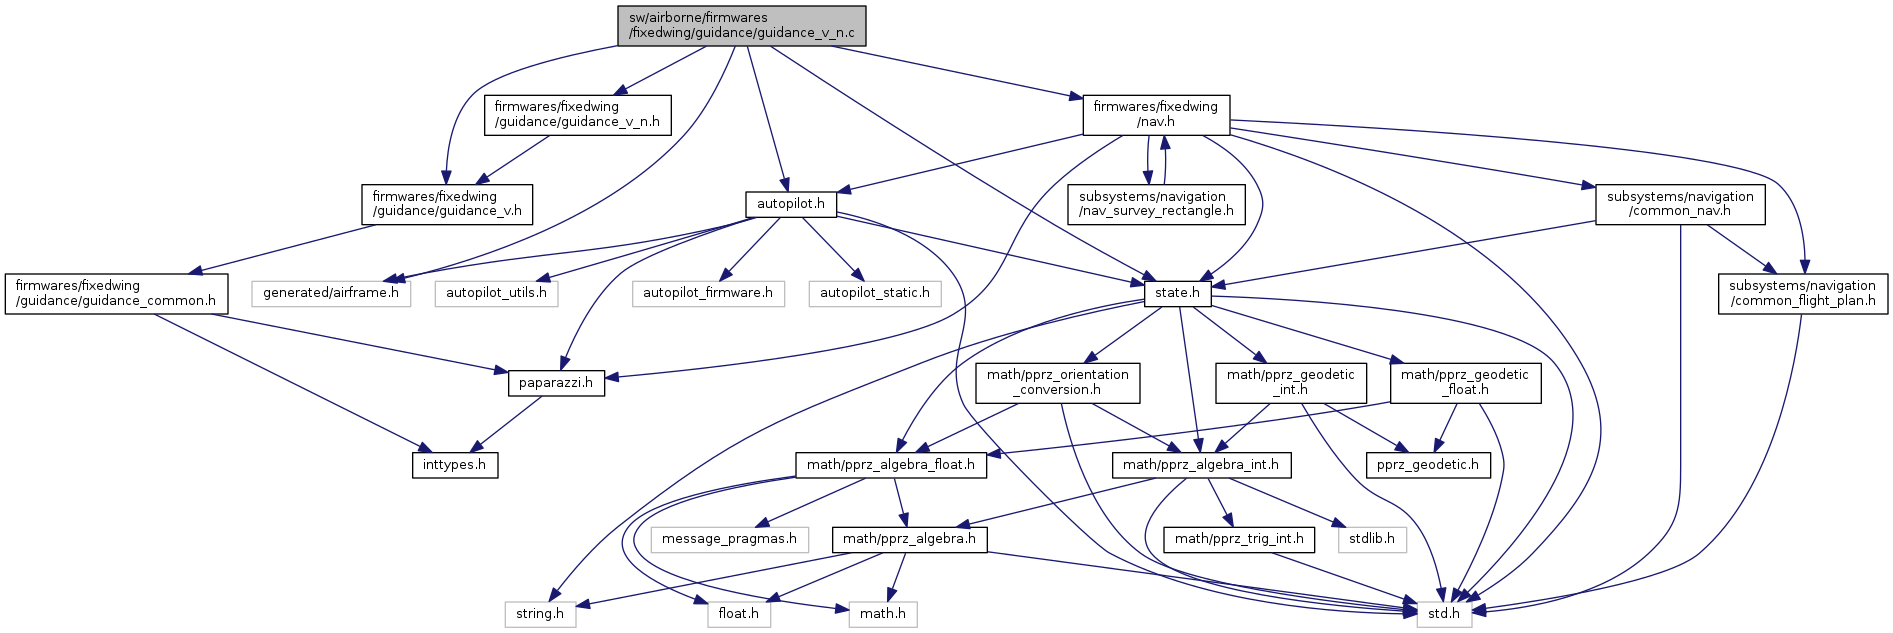 sw/airborne/firmwares
/fixedwing/guidance/guidance_v_n.c
firmwares/fixedwing
/guidance/guidance_v_n.h
firmwares/fixedwing
/nav.h
firmwares/fixedwing
/guidance/guidance_v.h
autopilot.h
subsystems/navigation
/nav_survey_rectangle.h
subsystems/navigation
/common_nav.h
firmwares/fixedwing
/guidance/guidance_common.h
generated/airframe.h
autopilot_utils.h
autopilot_firmware.h
autopilot_static.h
state.h
subsystems/navigation
/common_flight_plan.h
paparazzi.h
math/pprz_orientation
_conversion.h
math/pprz_geodetic
_int.h
math/pprz_geodetic
_float.h
inttypes.h
math/pprz_algebra_float.h
math/pprz_algebra_int.h
pprz_geodetic.h
message_pragmas.h
math/pprz_algebra.h
math/pprz_trig_int.h
stdlib.h
string.h
float.h
math.h
std.h